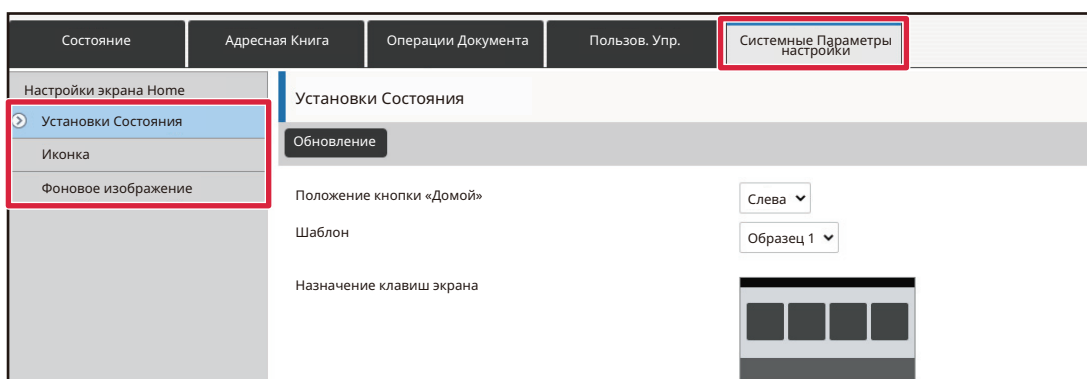 Состояние
Адресная Книга
Операции Документа
Пользов. Упр.
Системные Параметры
настройки
Настройки экрана Home
Установки Состояния
Иконка
Фоновое изображение
Установки Состояния
Обновление
Положение кнопки «Домой»
Слева
Шаблон
Образец 1
Назначение клавиш экрана